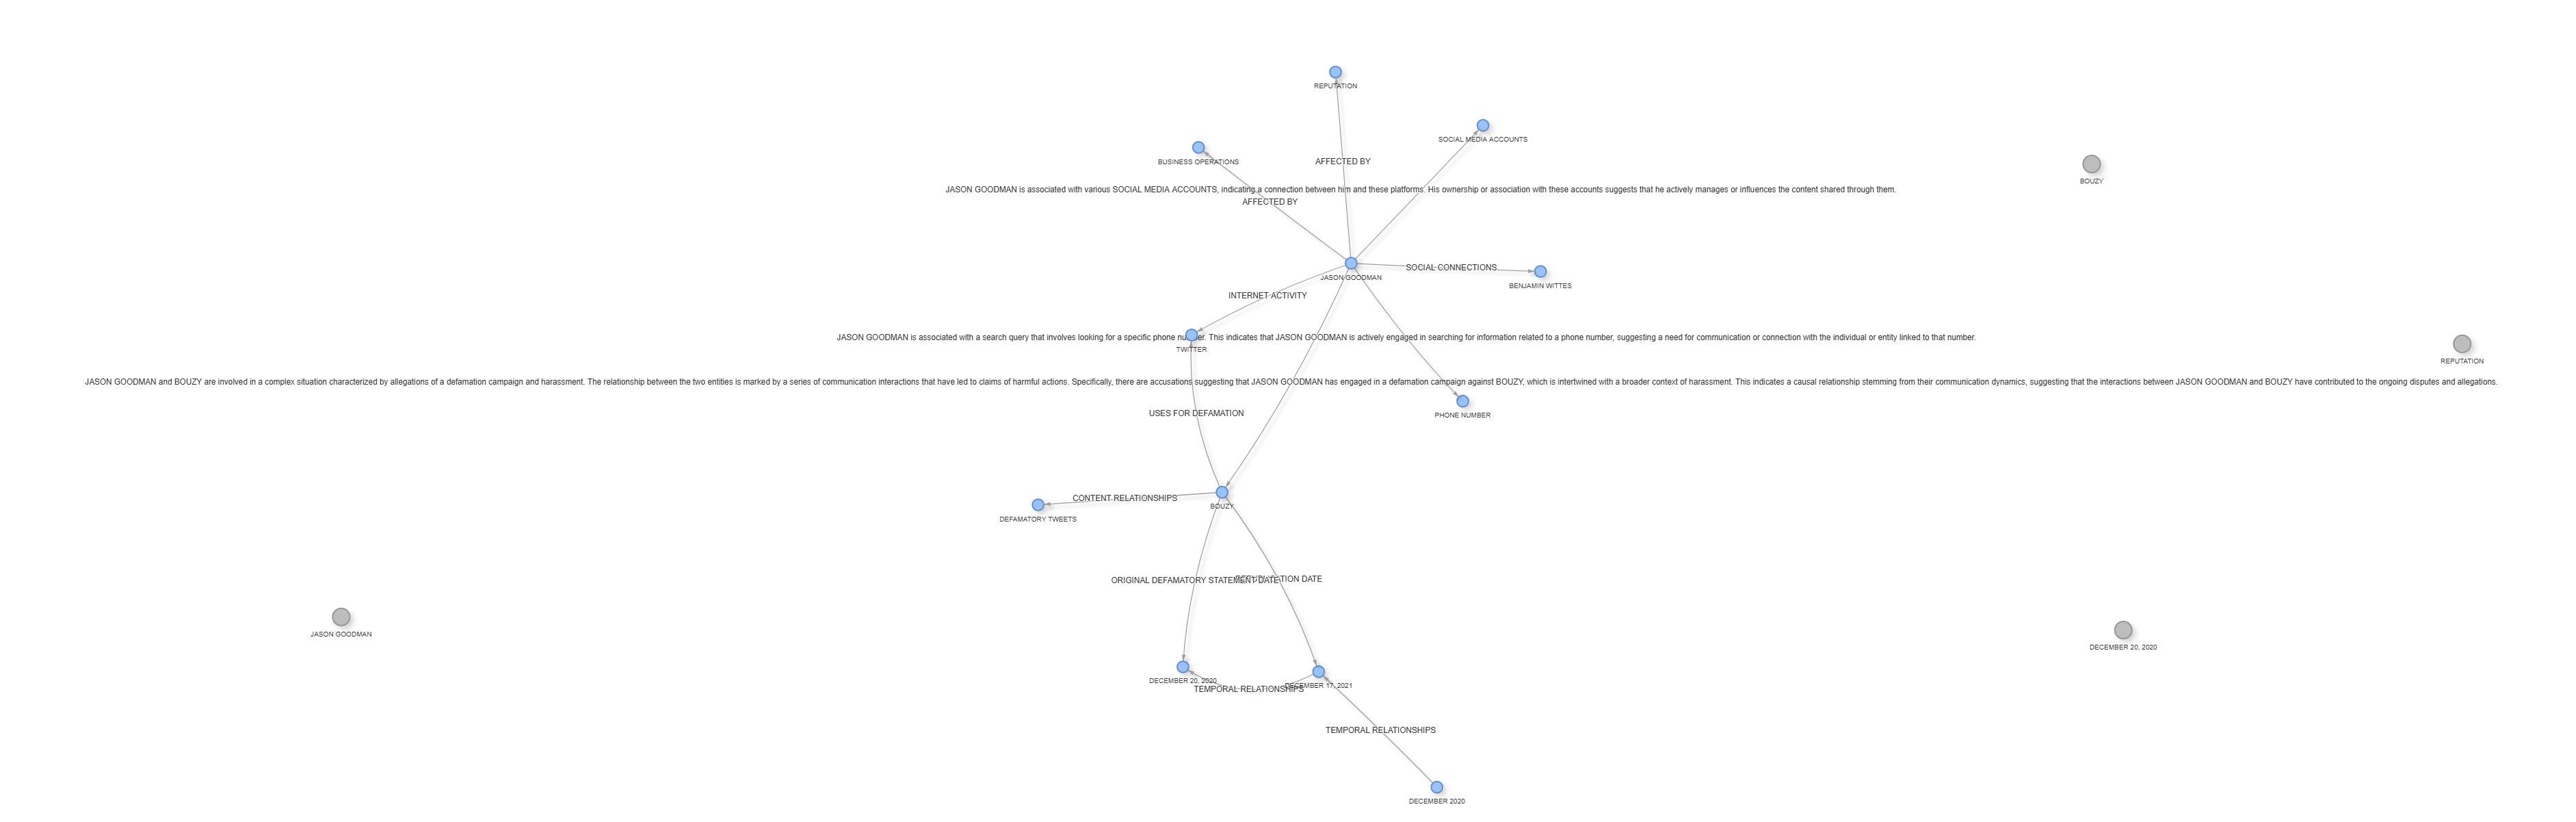 REPUTATION
SOCIAL MEDIA ACCOUNTS
BUSINESS OPERATIONS
AFFECTED BY
BOUZY
JASON GOODMAN is associated with various SOCIAL MEDIA ACCOUNTS, indicating a connection between him and these platforms. His ownership or association with these accounts suggests that he actively manages or influences the content shared through them.
AFFECTED BY
SOCIAL CONNECTIONS
JASON GOODMAN
BENJAMIN WITTES
INTERNET ACTIVITY
JASON GOODMAN is associated with a search query that involves looking for a specific phone number. This indicates that JASON GOODMAN is actively engaged in searching for information related to a phone number, suggesting a need for communication or connection with the individual or entity linked to that number.
TWITTER
REPUTATION
JASON GOODMAN and BOUZY are involved in a complex situation characterized by allegations of a defamation campaign and harassment. The relationship between the two entities is marked by a series of communication interactions that have led to claims of harmful actions. Specifically, there are accusations suggesting that JASON GOODMAN has engaged in a defamation campaign against BOUZY, which is intertwined with a broader context of harassment. This indicates a causal relationship stemming from their communication dynamics, suggesting that the interactions between JASON GOODMAN and BOUZY have contributed to the ongoing disputes and allegations.
USES FOR DEFAMATION
PHONE NUMBER
CONTENT RELATIONSHIPS
BOUZY
DEFAMATORY TWEETS
ORIGINAL DEFAMATORY STATEMENT DATE
DATE
JASON GOODMAN
DECEMBER 20, 2020
DECEMBER 20, 2020
DECEMBER 17, 2021
TEMPORAL RELATIONSHIPS
TEMPORAL RELATIONSHIPS
DECEMBER 2020